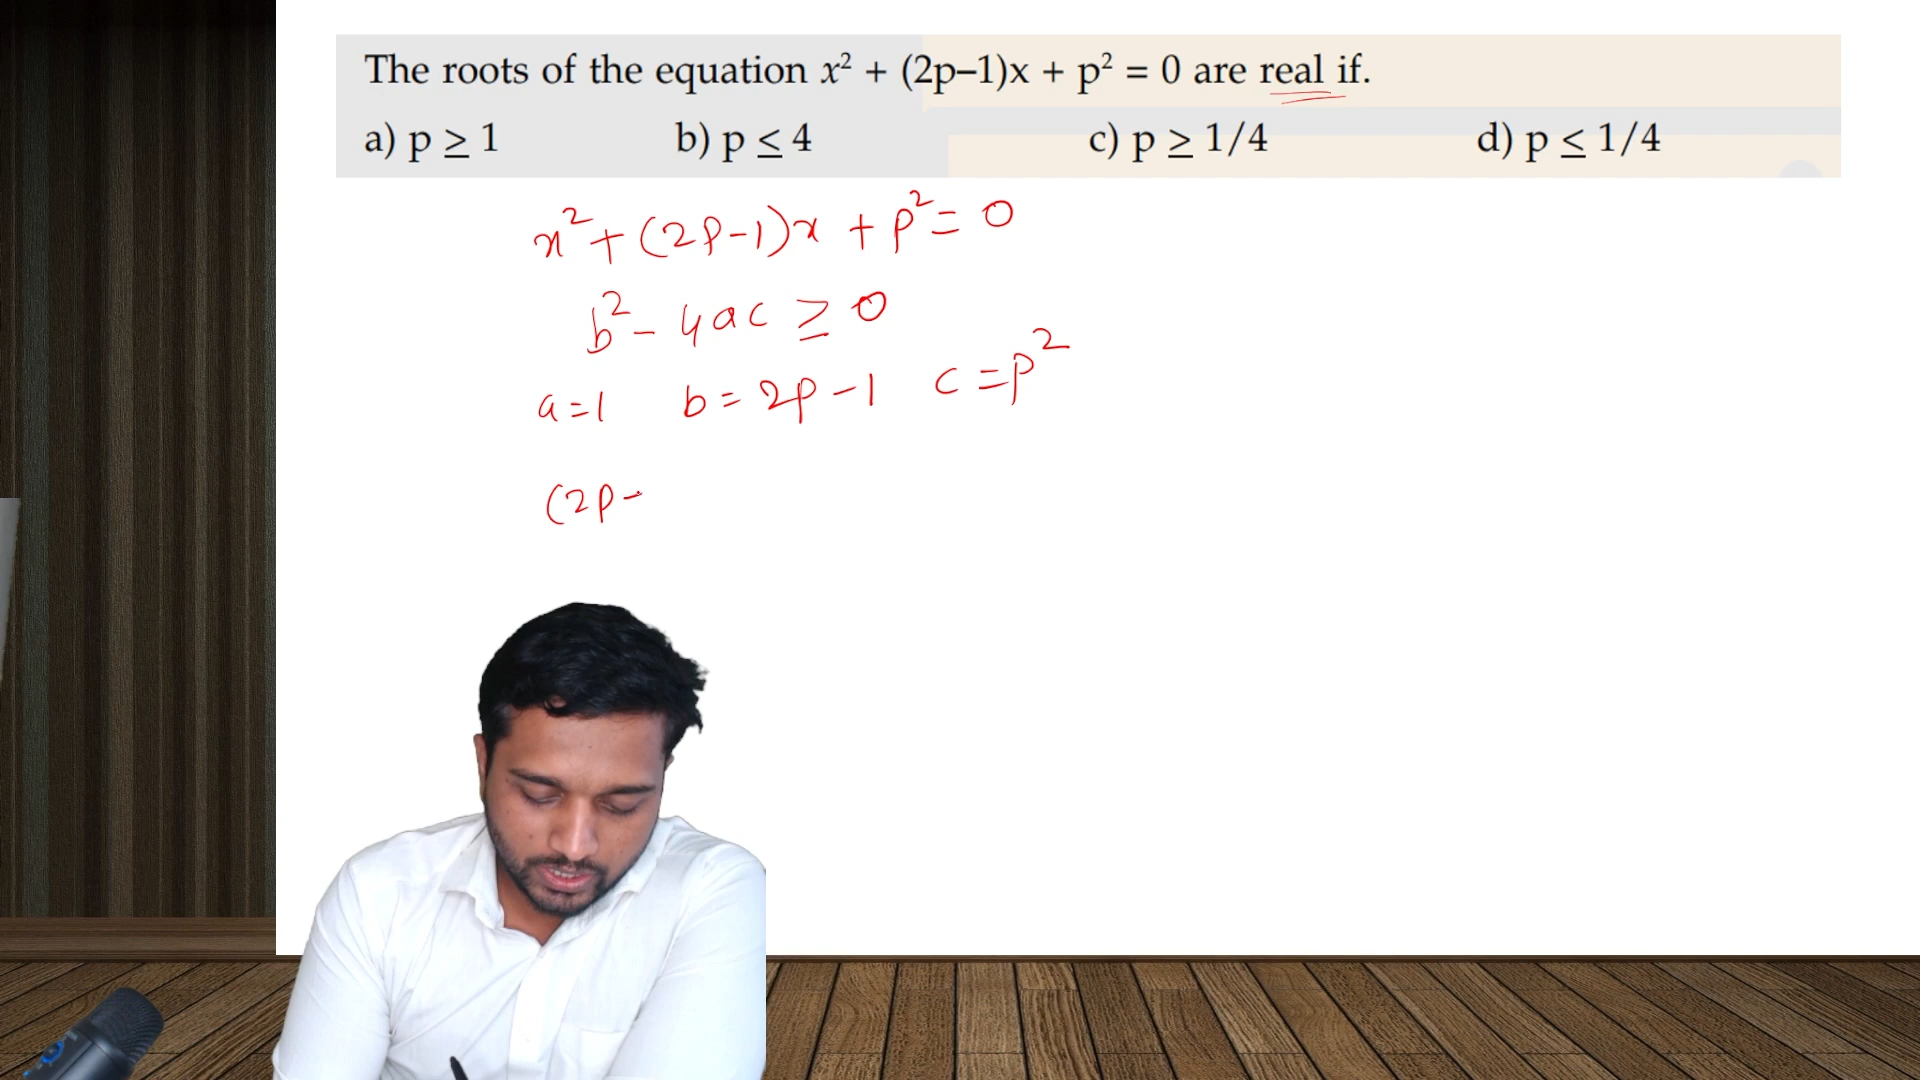 The roots of the equation x² + (2p–1)x + p² = 0 are real if.
a) p ≥ 1 b) p ≤ 4 c) p ≥ 1/4 d) p ≤ 1/4
x² + (2p-1)x + p² = 0
b² - 4ac ≥ 0
a=1 b = 2p-1 c = p²
(2p-